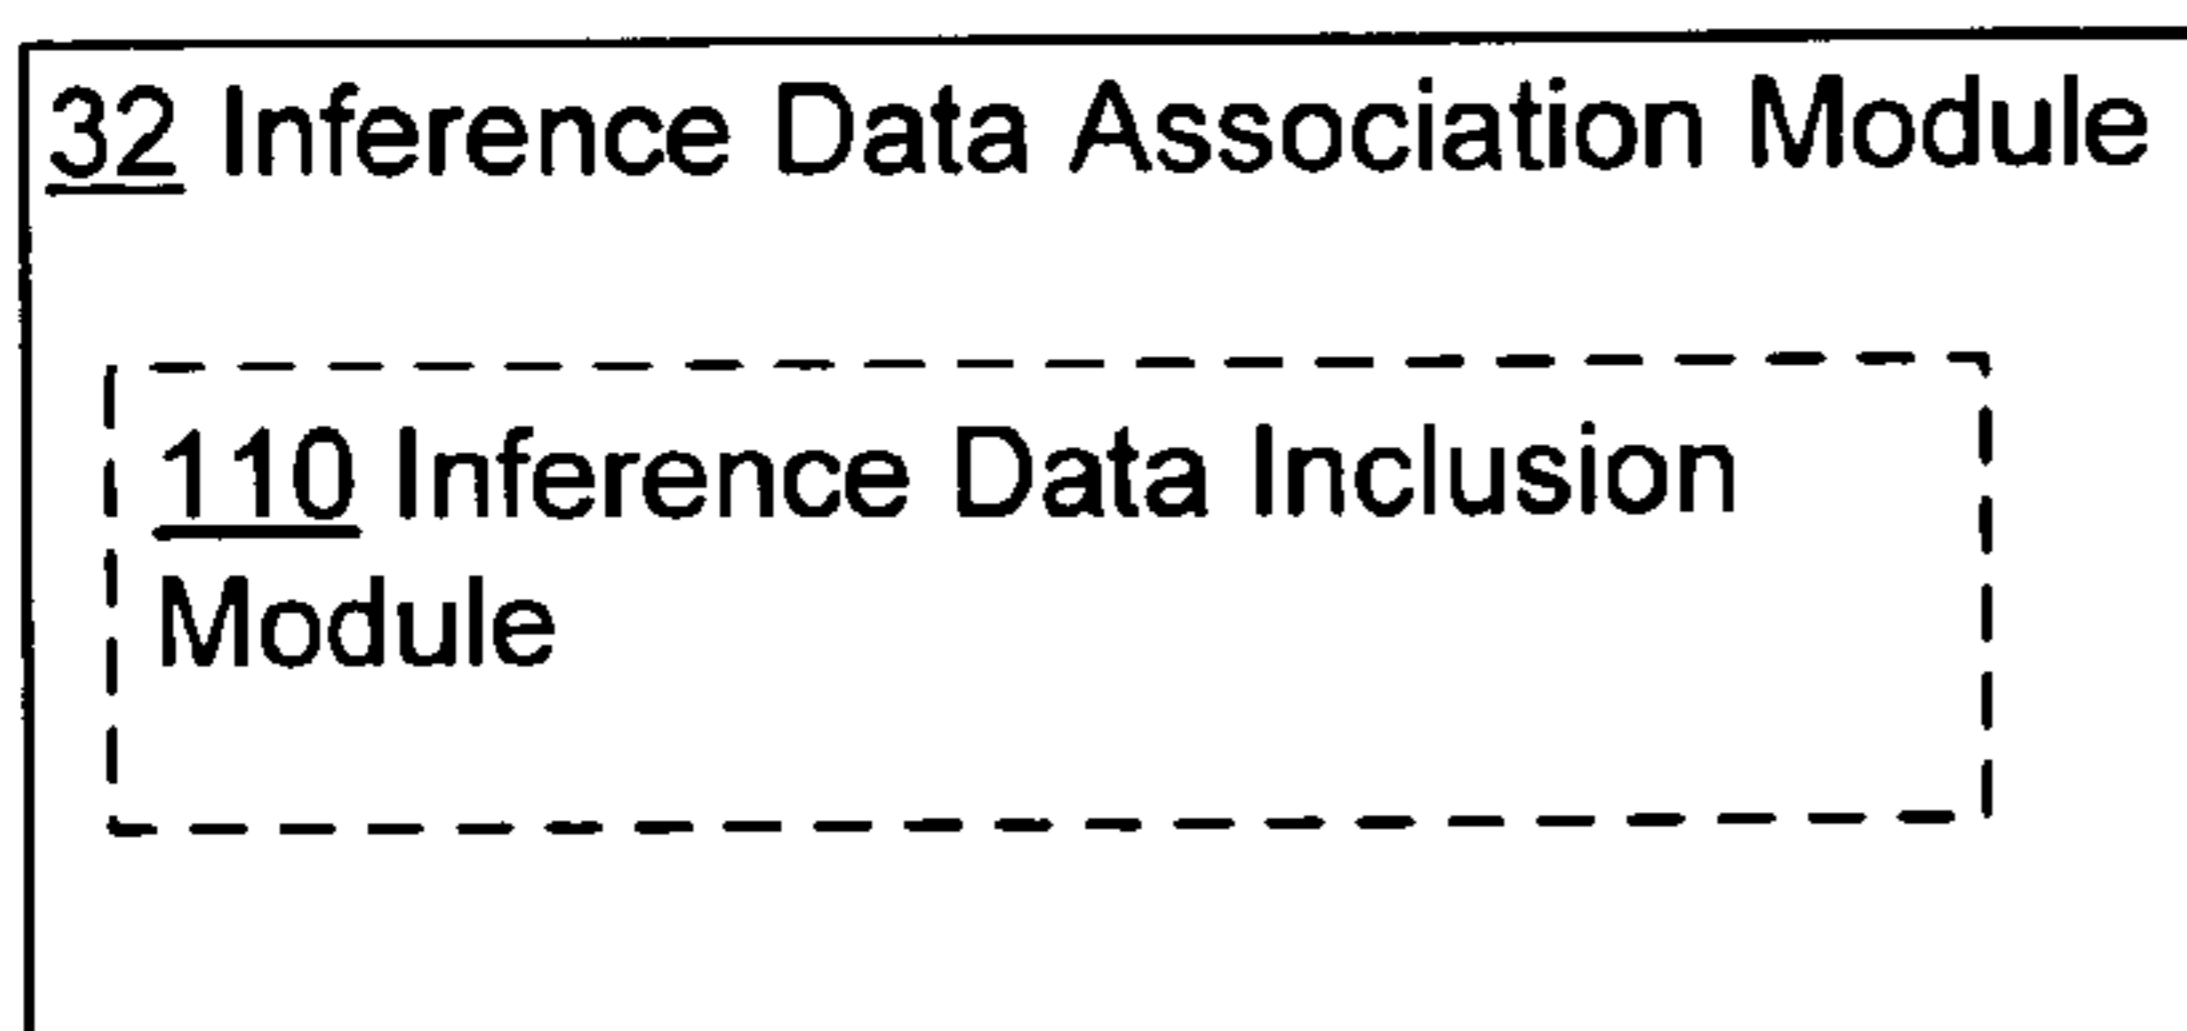 32 Inference Data Association Module
110 Inference Data Inclusion
Module